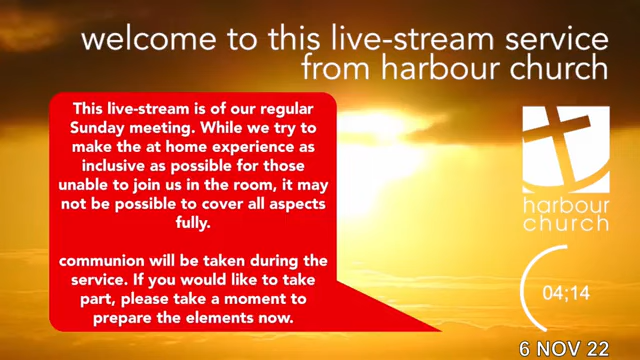 welcome to this live-stream service
from harbour church
This live-stream is of our regular
Sunday meeting. While we try to
make the at home experience as
inclusive as possible for those
unable to join us in the room, it may
not be possible to cover all aspects
fully.
communion will be taken during the
service. If you would like to take
part, please take a moment to
prepare the elements now.
harbour
church
04;14
6 NOV 22